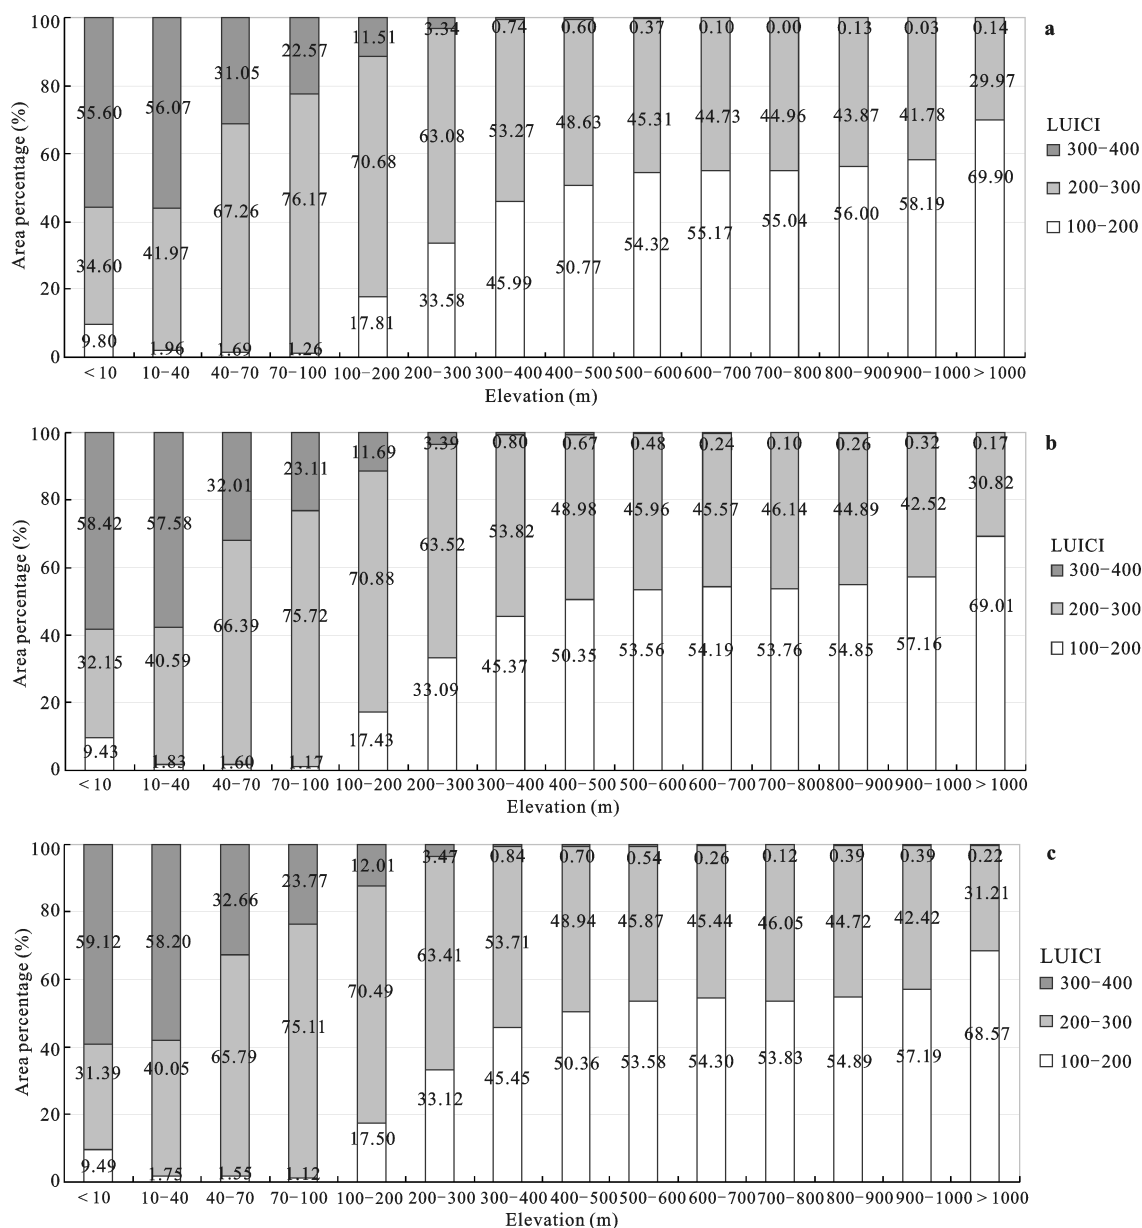 100 11.51 3.34 0.74 0.60 0.37 0.10 0.00 0.13 0.03 0.14 a
22.57
31.05
80 29.97
55.60 56.07 63.08 53.27 48.63 45.31 44.73 44.96 43.87 41.78
LUICI
300−400
60 70.68
69.90
200−300
67.26 76.17
58.19
56.00
55.04
55.17
54.32
100−200
40
34.60 41.97 50.77
45.99
33.58
20
17.81
9.80 1.96 1.69 1.26
0
Area percentage (%)
< 10 10−40 40−70 70−100 100−200 200−300 300−400 400−500 500−600 600−700 700−800 800−900 900−1000 > 1000
Elevation (m)
100 11.69 3.39 0.80 0.67 0.48 0.24 0.10 0.26 0.32 0.17 b
23.11
32.01
30.82
80
58.42 57.58 63.52 53.82 48.98 45.96 45.57 46.14 44.89 42.52
LUICI
300−400
60 70.88
69.01
200−300
66.39 75.72
57.16
54.85
53.76
54.19
53.56
50.35
100−200
40
32.15 40.59 45.37
33.09
20
17.43
9.43 1.83 1.60 1.17
0
Area percentage (%)
< 10 10−40 40−70 70−100 100−200 200−300 300−400 400−500 500−600 600−700 700−800 800−900 900−1000 > 1000
Elevation (m)
100 12.01 3.47 0.84 0.70 0.54 0.26 0.12 0.39 0.39 0.22 c
23.77
32.66
31.21
80
59.12 58.20 63.41 53.71 48.94 45.87 45.44 46.05 44.72 42.42
LUICI
300−400
60 70.49
200−300
65.79 75.11 68.57
57.19
54.89
53.83
54.30
53.58
50.36
100−200
40
31.39 40.05 45.45
33.12
20
17.50
9.49 1.75 1.55 1.12
0
Area percentage (%)
< 10 10−40 40−70 70−100 100−200 200−300 300−400 400−500 500−600 600−700 700−800 800−900 900−1000 > 1000
Elevation (m)